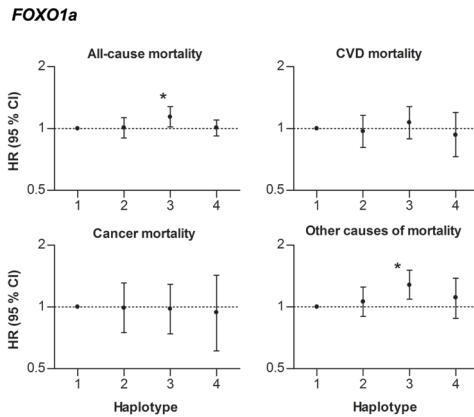 FOXO1a
All-cause mortality
CVD mortality
HR (95 % CI)
2
*
1
0.5
1 2 3 4
2
1
0.5
1 2 3 4
Cancer mortality
Other causes of mortality
HR (95 % CI)
2
1
0.5
1 2 3 4
2
*
1
0.5
1 2 3 4
Haplotype
Haplotype